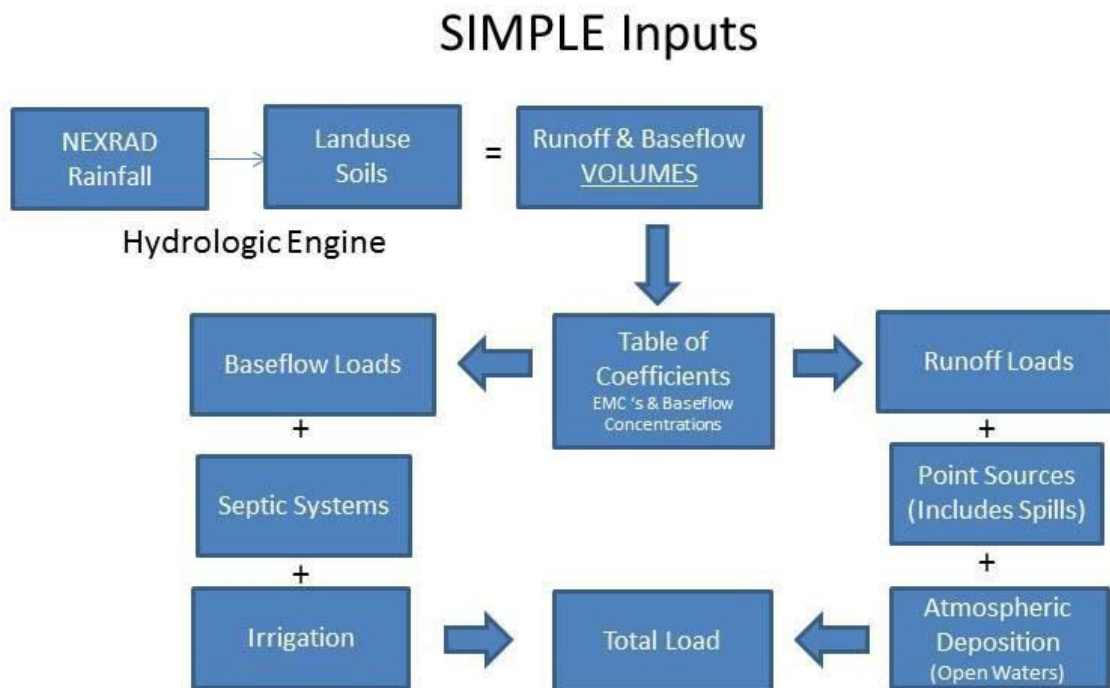 SIMPLE Inputs
NEXRAD
Rainfall
Landuse
Soils
=
Runoff & Baseflow
VOLUMES
Hydrologic Engine
Baseflow Loads
Table of
Coefficients
EMC 's & Baseflow
Concentrations
Runoff Loads
+
+
Septic Systems
Point Sources
(Includes Spills)
+
+
Irrigation
Total Load
Atmospheric
Deposition
(Open Waters)